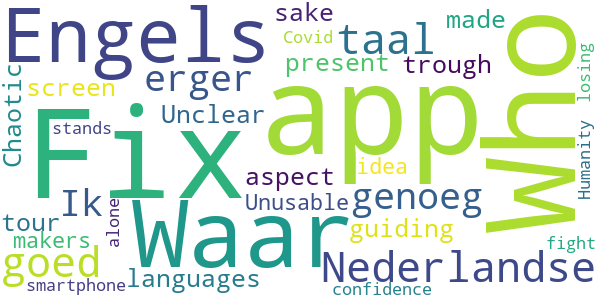 Engels
sake
made
Who
taal
Covid
losing
Chaotic
screen
erger
present
trough
app
Fix
Unclear
stands
Humanity
aspect
idea
Ik
Unusable
genoeg
alone
Waar
tour
guiding
makers
Nederlandse
fight
goed
languages
smartphone
confidence